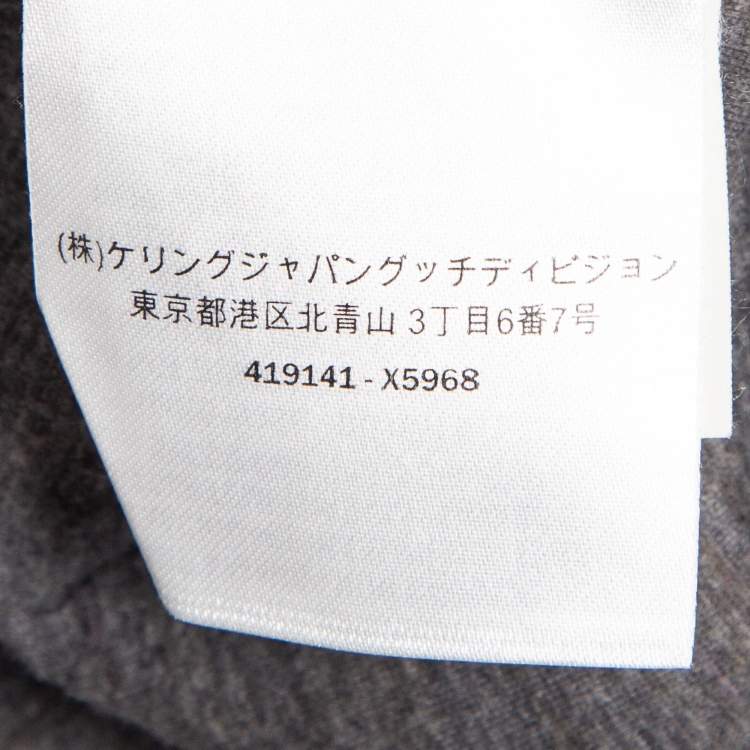 (株)ケリングジャパングッチディビジョン
東京都港区北青山 3丁目6番7号
419141 - X5968